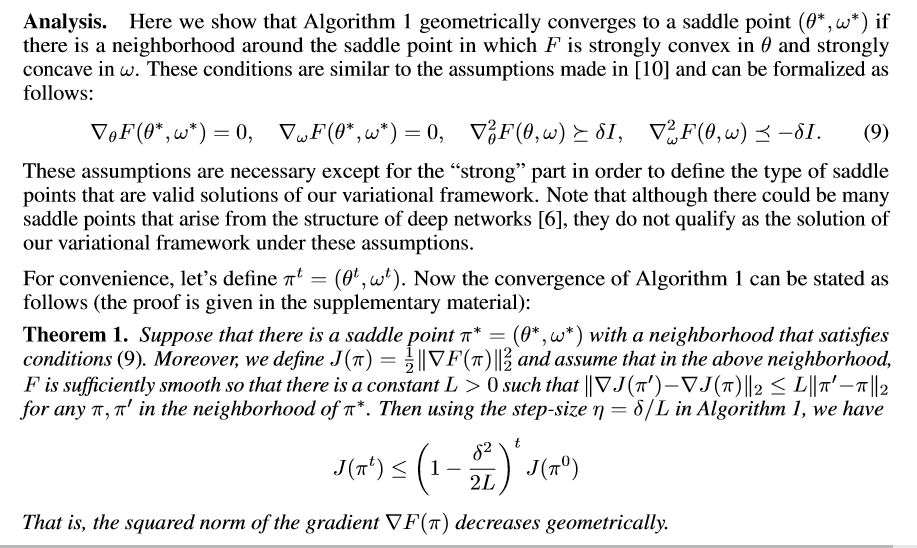 Analysis. Here we show that Algorithm 1 geometrically converges to a saddle point (θ*, ω*) if
there is a neighborhood around the saddle point in which F is strongly convex in θ and strongly
concave in ω. These conditions are similar to the assumptions made in [10] and can be formalized as
follows:
∇_θ F(θ*, ω*) = 0, ∇_ω F(θ*, ω*) = 0, ∇²_θ F(θ, ω) ⪰ δI, ∇²_ω F(θ, ω) ⪯ −δI. (9)
These assumptions are necessary except for the “strong” part in order to define the type of saddle
points that are valid solutions of our variational framework. Note that although there could be many
saddle points that arise from the structure of deep networks [6], they do not qualify as the solution of
our variational framework under these assumptions.
For convenience, let’s define π^t = (θ^t, ω^t). Now the convergence of Algorithm 1 can be stated as
follows (the proof is given in the supplementary material):
Theorem 1. Suppose that there is a saddle point π* = (θ*, ω*) with a neighborhood that satisfies
conditions (9). Moreover, we define J(π) = ½‖∇F(π)‖²₂ and assume that in the above neighborhood,
F is sufficiently smooth so that there is a constant L > 0 such that ‖∇J(π′)−∇J(π)‖₂ ≤ L‖π′−π‖₂
for any π, π′ in the neighborhood of π*. Then using the step-size η = δ/L in Algorithm 1, we have
J(π^t) ≤ (1 − δ²/2L)^t J(π⁰)
That is, the squared norm of the gradient ∇F(π) decreases geometrically.